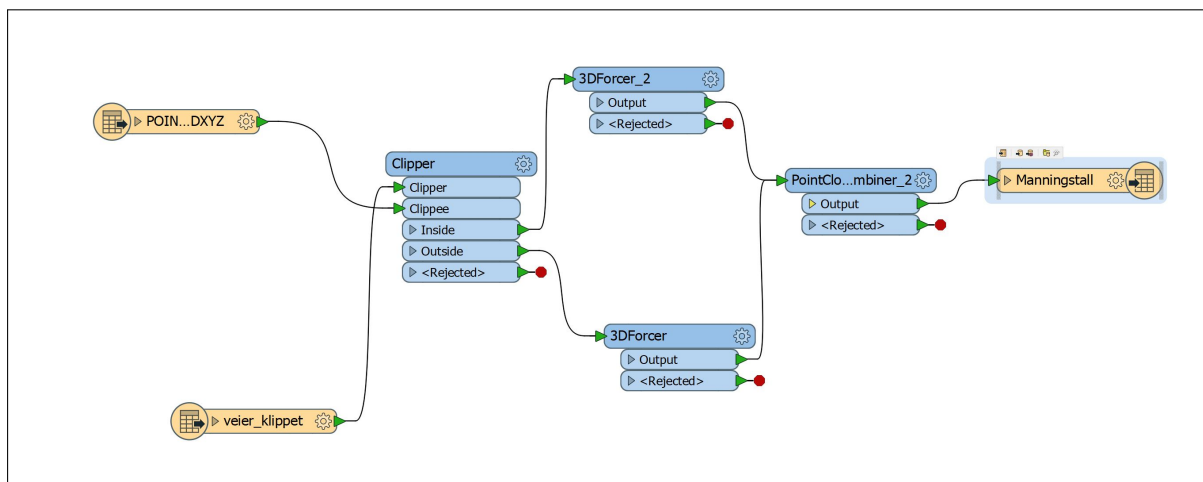 POIN...DXYZ
veier_klippet
Clipper
Clipper
Clippee
Inside
Outside
<Rejected>
3DForcer_2
Output
<Rejected>
3DForcer
Output
<Rejected>
PointClo...mbiner_2
Output
<Rejected>
Manningstall